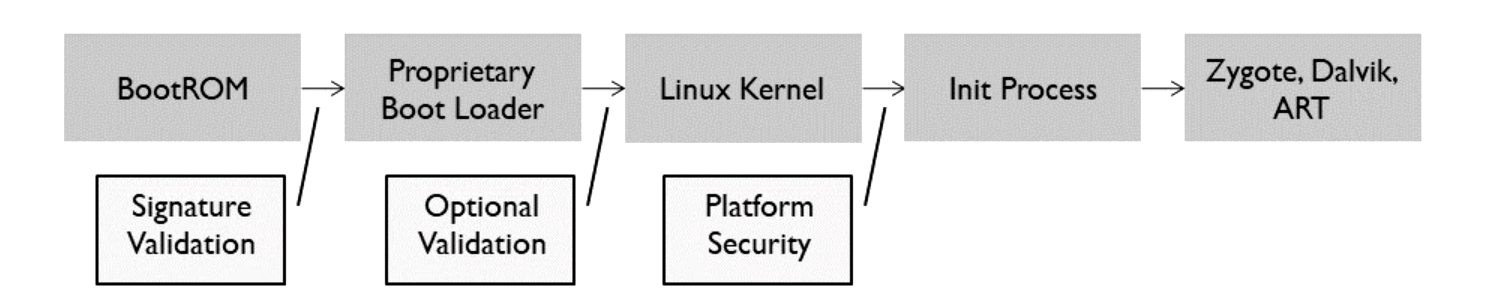 BootROM
Proprietary
Boot Loader
Linux Kernel
Init Process
Zygote, Dalvik,
ART
Signature
Validation
Optional
Validation
Platform
Security